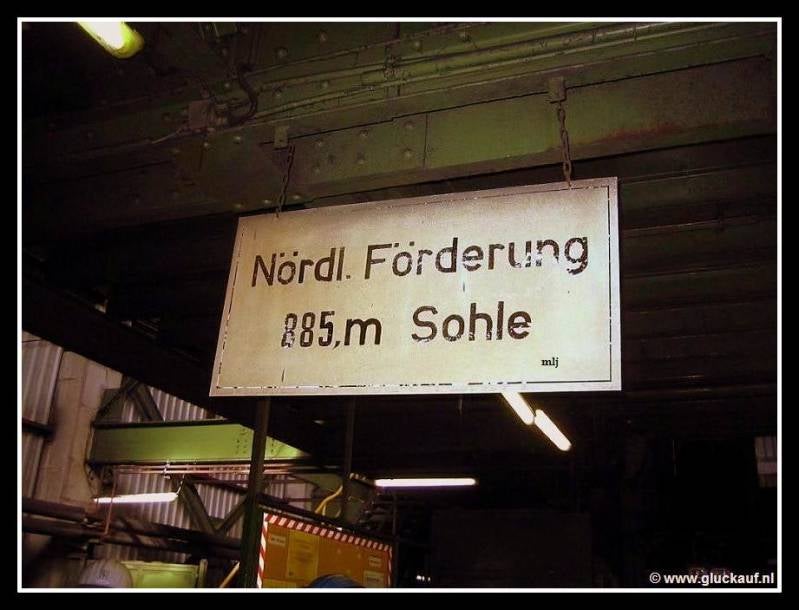 Nördl. Förderung
885,m Sohle
mlj
© www.gluckauf.nl